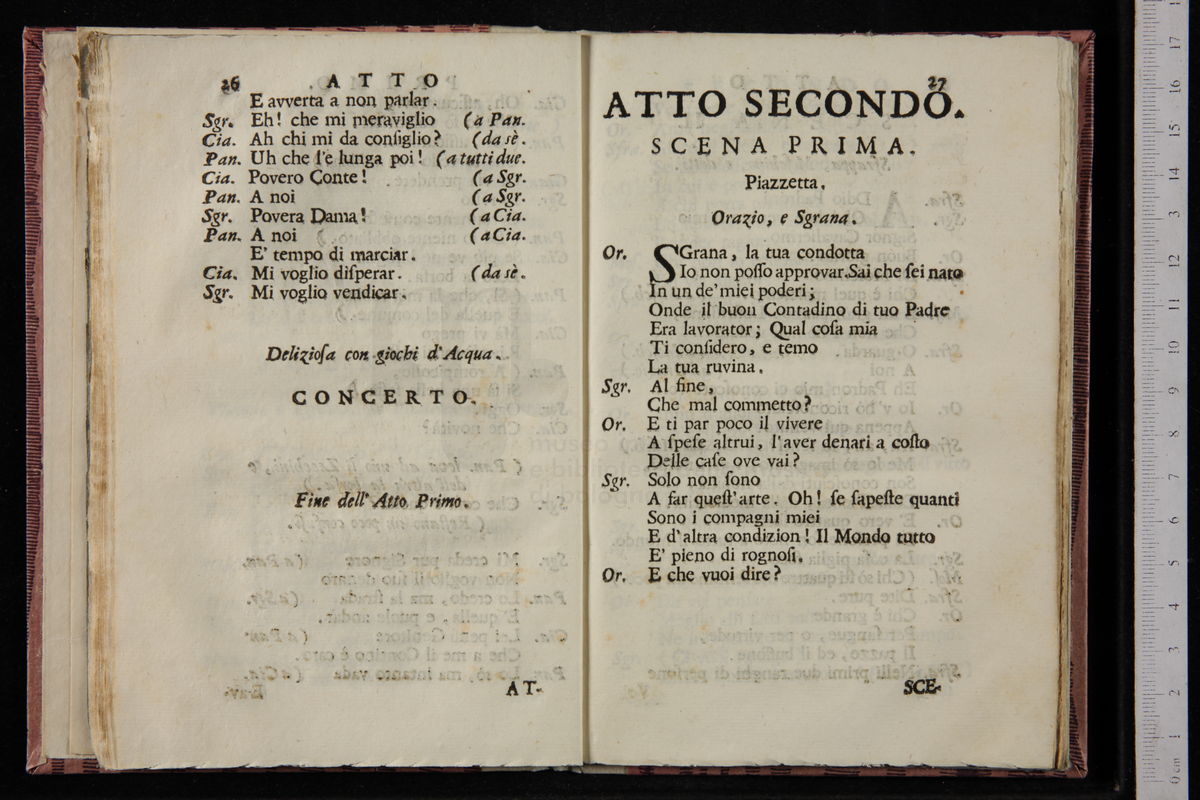 26 ATTO
E avverta a non parlar.
Sgr. Eh! che mi meraviglio (a Pan.
Cia. Ah chi mi da conſiglio? (da sè.
Pan. Uh che l'è lunga poi! (a tutti due.
Cia. Povero Conte! (a Sgr.
Pan. A noi (a Sgr.
Sgr. Povera Dama! (a Cia.
Pan. A noi (a Cia.
E' tempo di marciar.
Cia. Mi voglio diſperar. (da sè.
Sgr. Mi voglio vendicar.
Delizioſa con giochi d'Acqua.
CONCERTO.
Fine dell' Atto Primo.
AT-
27
ATTO SECONDO.
SCENA PRIMA.
Piazzetta.
Orazio, e Sgrana.
Or. SGrana, la tua condotta
Io non poſſo approvar. Sai che ſei nato
In un de' miei poderi;
Onde il buon Contadino di tuo Padre
Era lavorator; Qual coſa mia
Ti conſidero, e temo
La tua ruvina.
Sgr. Al fine,
Che mal commetto?
Or. E ti par poco il vivere
A ſpeſe altrui, l'aver denari a coſto
Delle caſe ove vai?
Sgr. Solo non ſono
A far queſt' arte. Oh! ſe ſapeſte quanti
Sono i compagni miei
E d'altra condizion! Il Mondo tutto
E' pieno di rognoſi.
Or. E che vuoi dire?
SCE-